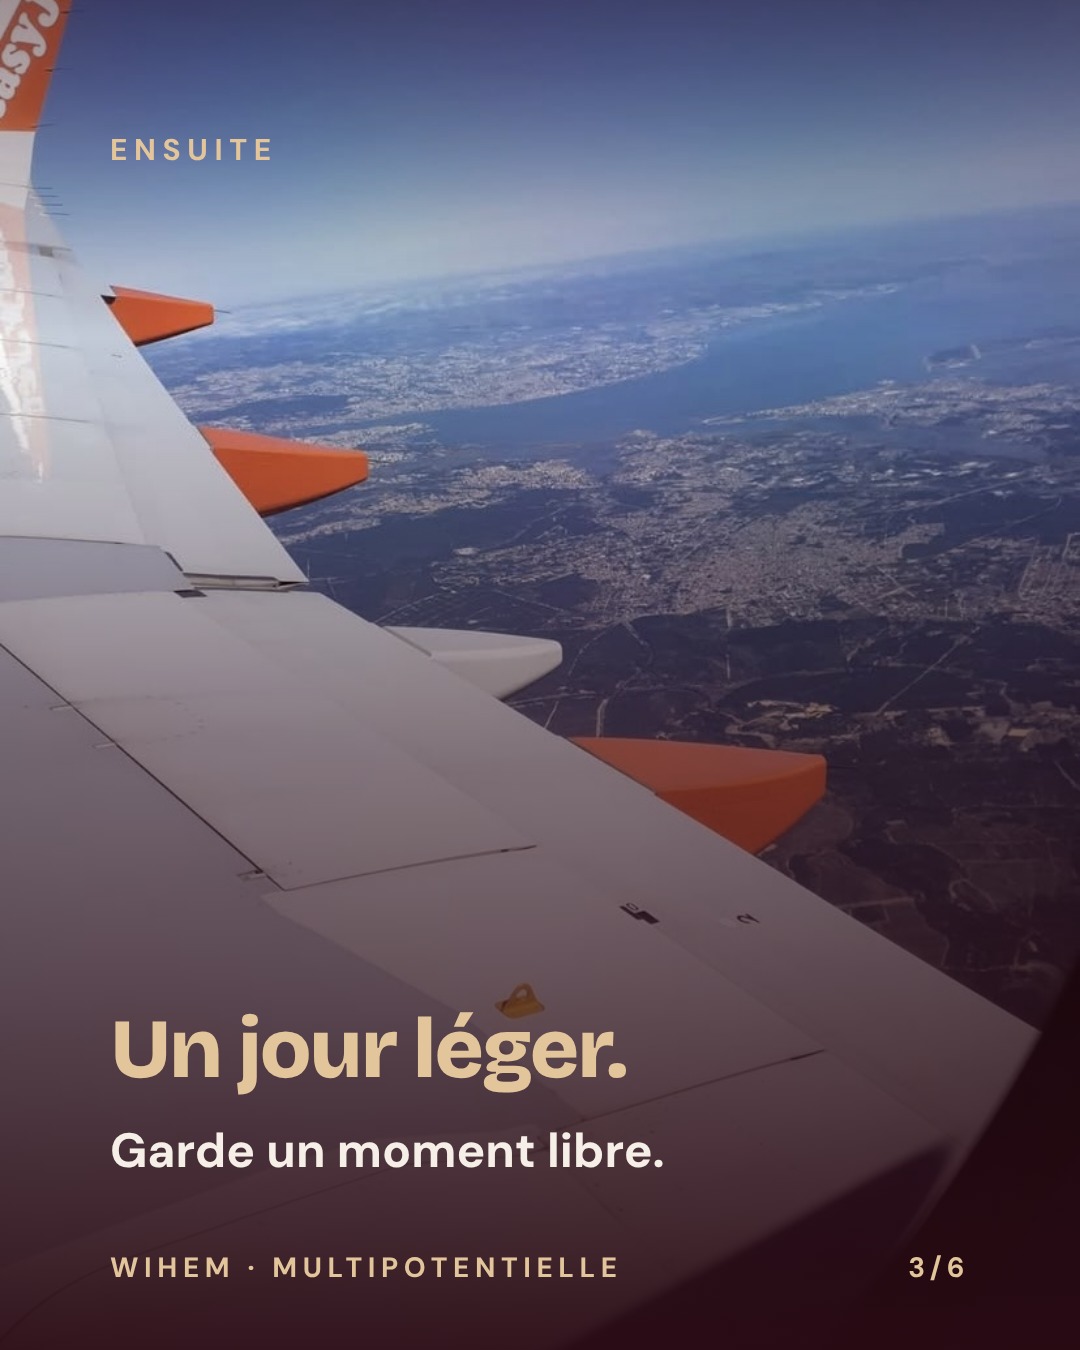 ENSUITE
Un jour léger.
Garde un moment libre.
WIHEM · MULTIPOTENTIELLE
3/6